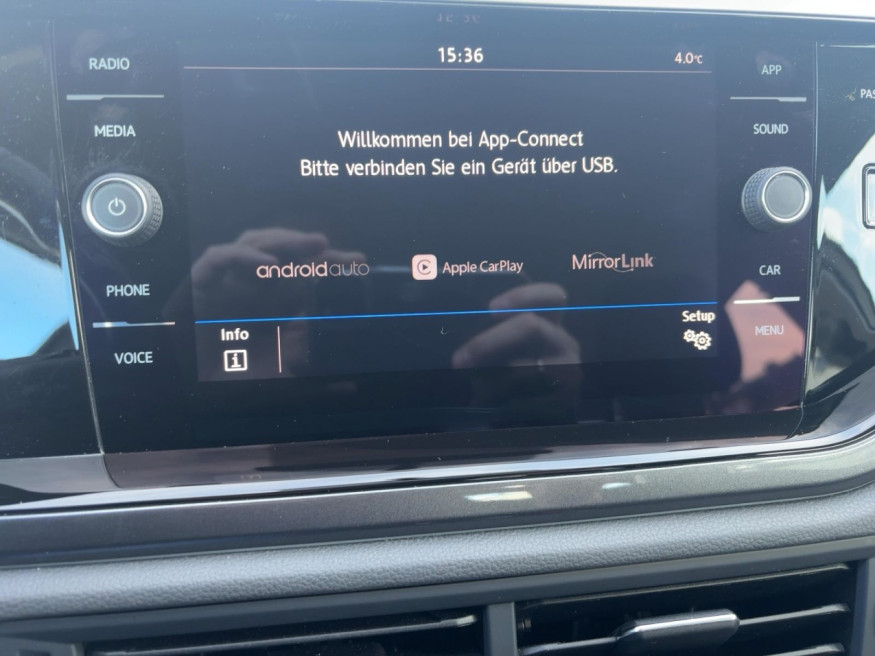 15:36
4.0°C
RADIO
MEDIA
PHONE
VOICE
Willkommen bei App-Connect
Bitte verbinden Sie ein Gerät über USB.
androidauto
Apple CarPlay
MirrorLink
Info
i
Setup
APP
SOUND
CAR
MENU
PAS